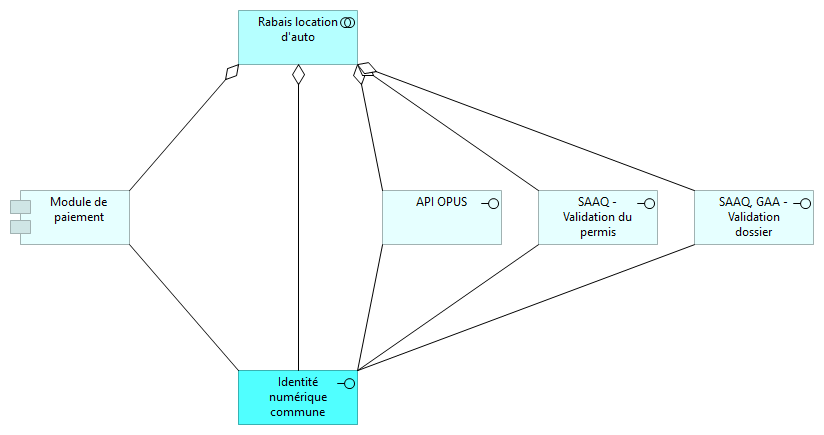 Rabais location
d'auto
Module de
paiement
API OPUS
SAAQ -
Validation du
permis
SAAQ, GAA -
Validation
dossier
Identité
numérique
commune